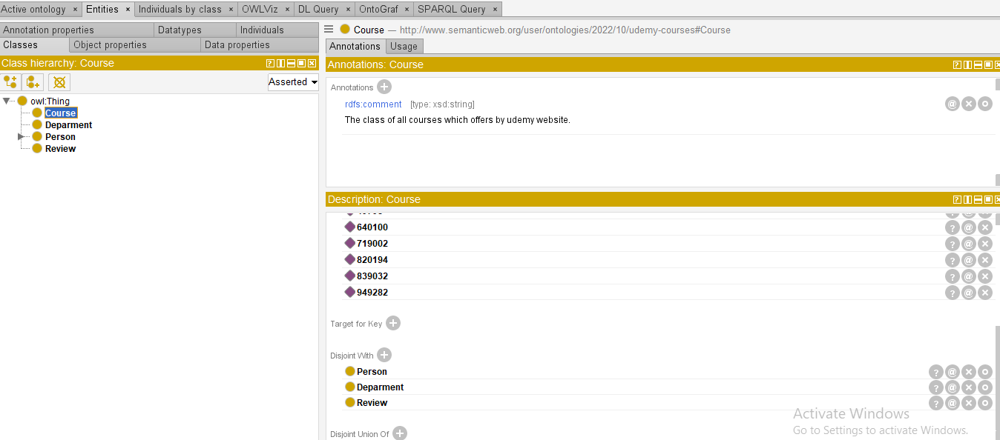 Active ontology × Entities × Individuals by class × OWLViz × DL Query × OntoGraf × SPARQL Query ×
Annotation properties Datatypes Individuals
Classes Object properties Data properties
Class hierarchy: Course
Asserted
owl:Thing
Course
Deparment
Person
Review
Course — http://www.semanticweb.org/user/ontologies/2022/10/udemy-courses#Course
Annotations Usage
Annotations: Course
Annotations
rdfs:comment [type: xsd:string]
The class of all courses which offers by udemy website.
Description: Course
640100
719002
820194
839032
949282
Target for Key
Disjoint With
Person
Deparment
Review
Disjoint Union Of
Activate Windows
Go to Settings to activate Windows.